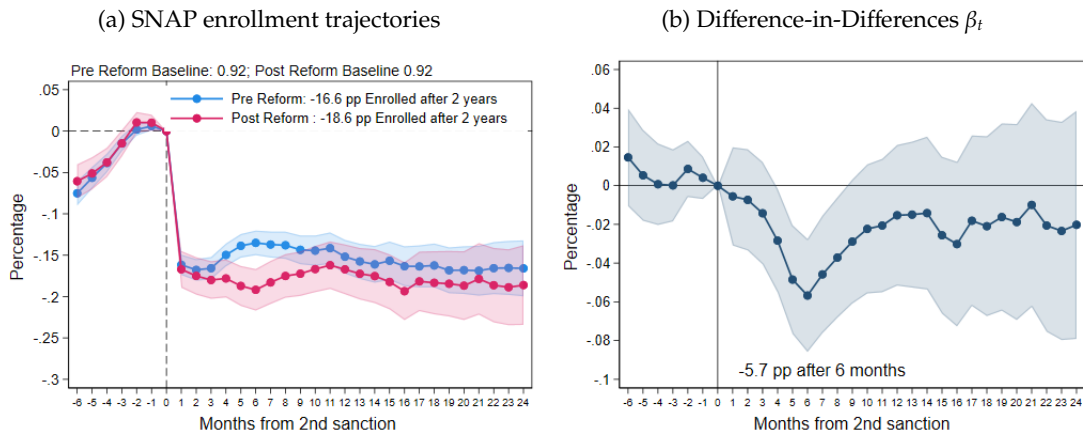 (a) SNAP enrollment trajectories
Pre Reform Baseline: 0.92; Post Reform Baseline 0.92
Pre Reform: -16.6 pp Enrolled after 2 years
Post Reform : -18.6 pp Enrolled after 2 years
Percentage
.05
0
-.05
-.1
-.15
-.2
-.25
-.3
-6 -5 -4 -3 -2 -1 0 1 2 3 4 5 6 7 8 9 10 11 12 13 14 15 16 17 18 19 20 21 22 23 24
Months from 2nd sanction
(b) Difference-in-Differences βt
Percentage
.06
.04
.02
0
-.02
-.04
-.06
-.08
-.1
-5.7 pp after 6 months
-6 -5 -4 -3 -2 -1 0 1 2 3 4 5 6 7 8 9 10 11 12 13 14 15 16 17 18 19 20 21 22 23 24
Months from 2nd sanction